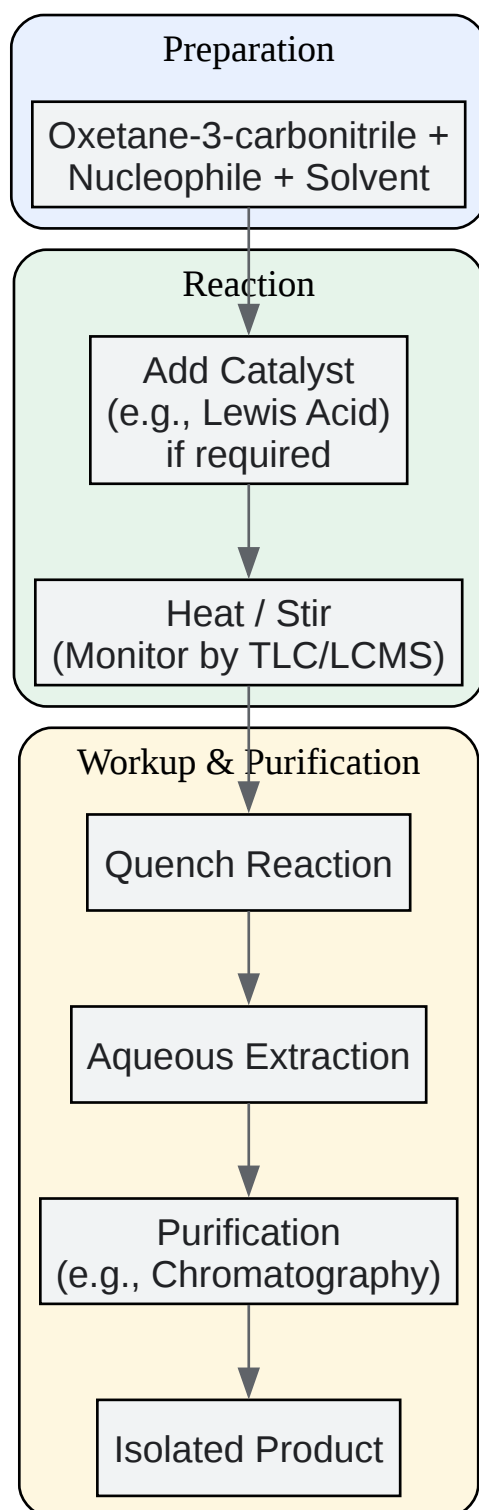 Preparation
Oxetane-3-carbonitrile +
Nucleophile + Solvent
Reaction
Add Catalyst
(e.g., Lewis Acid)
if required
Heat / Stir
(Monitor by TLC/LCMS)
Workup & Purification
Quench Reaction
Aqueous Extraction
Purification
(e.g., Chromatography)
Isolated Product